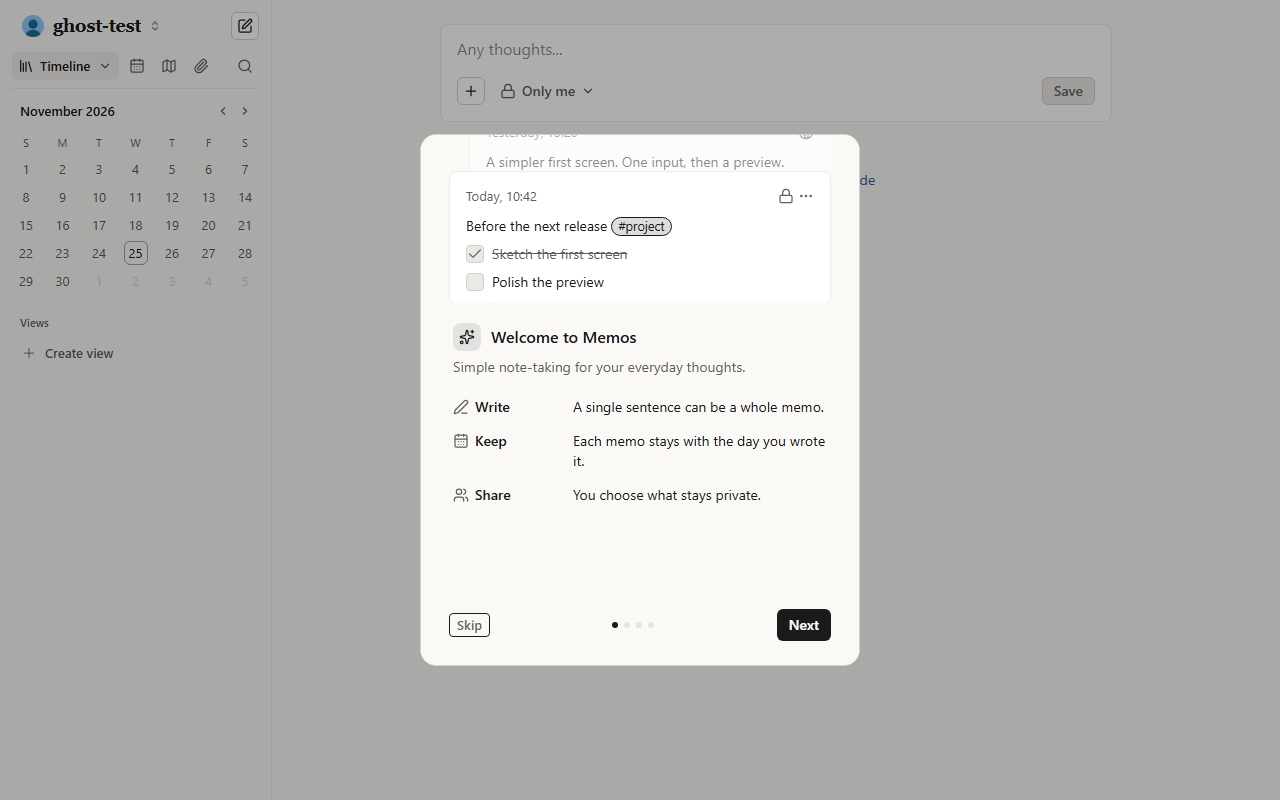 ghost-test
Timeline
November 2026
S M T W T F S
1 2 3 4 5 6 7
8 9 10 11 12 13 14
15 16 17 18 19 20 21
22 23 24 25 26 27 28
29 30 1 2 3 4 5
Views
Create view
Any thoughts...
Only me
Save
de
A simpler first screen. One input, then a preview.
Today, 10:42
Before the next release #project
Sketch the first screen
Polish the preview
Welcome to Memos
Simple note-taking for your everyday thoughts.
Write A single sentence can be a whole memo.
Keep Each memo stays with the day you wrote
it.
Share You choose what stays private.
Skip
Next